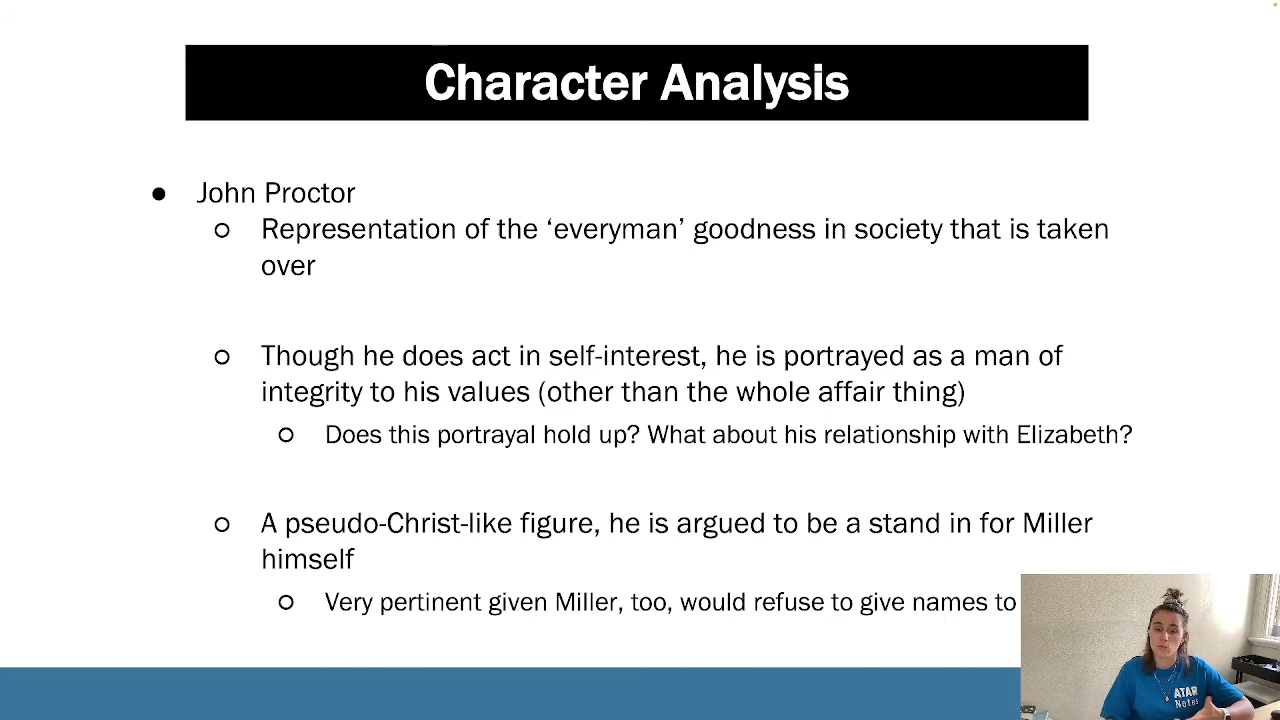 Character Analysis
● John Proctor
○ Representation of the ‘everyman’ goodness in society that is taken
over
○ Though he does act in self-interest, he is portrayed as a man of
integrity to his values (other than the whole affair thing)
○ Does this portrayal hold up? What about his relationship with Elizabeth?
○ A pseudo-Christ-like figure, he is argued to be a stand in for Miller
himself
○ Very pertinent given Miller, too, would refuse to give names to
ATAR
Notes